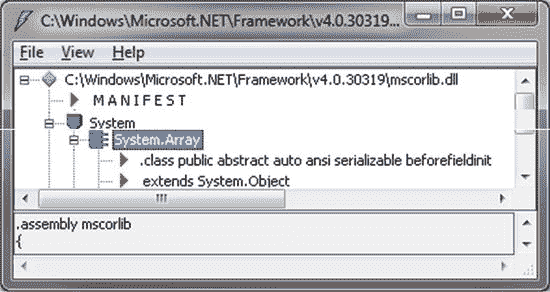 C:\Windows\Microsoft.NET\Framework\v4.0.30319...
File View Help
C:\Windows\Microsoft.NET\Framework\v4.0.30319\mscorlib.dll
MANIFEST
System
System.Array
.class public abstract auto ansi serializable beforefieldinit
extends System.Object
.assembly mscorlib
{